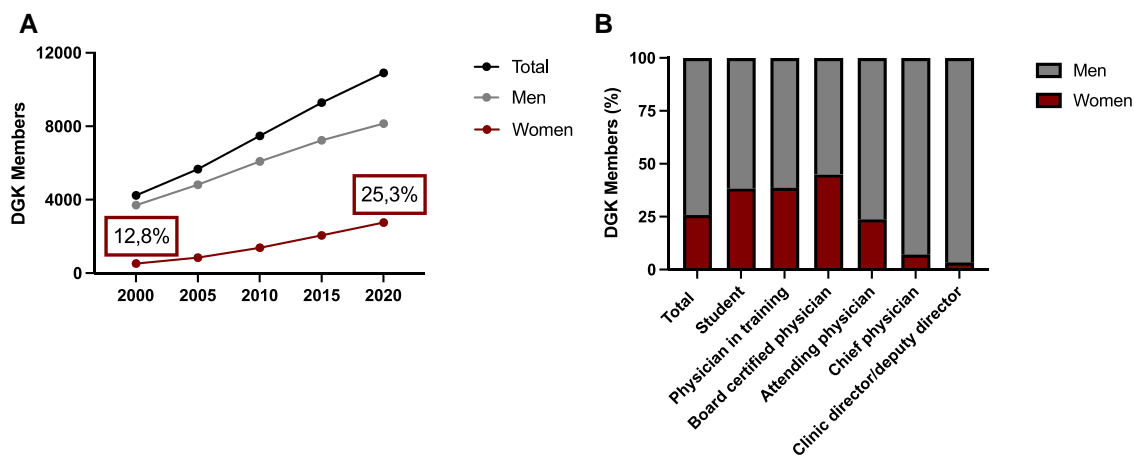 A
12000
8000
4000
0
DGK Members
2000 2005 2010 2015 2020
12,8%
25,3%
Total
Men
Women
B
100
75
50
25
0
DGK Members (%)
Total
Student
Physician in training
Board certified physician
Attending physician
Chief physician
Clinic director/deputy director
Men
Women